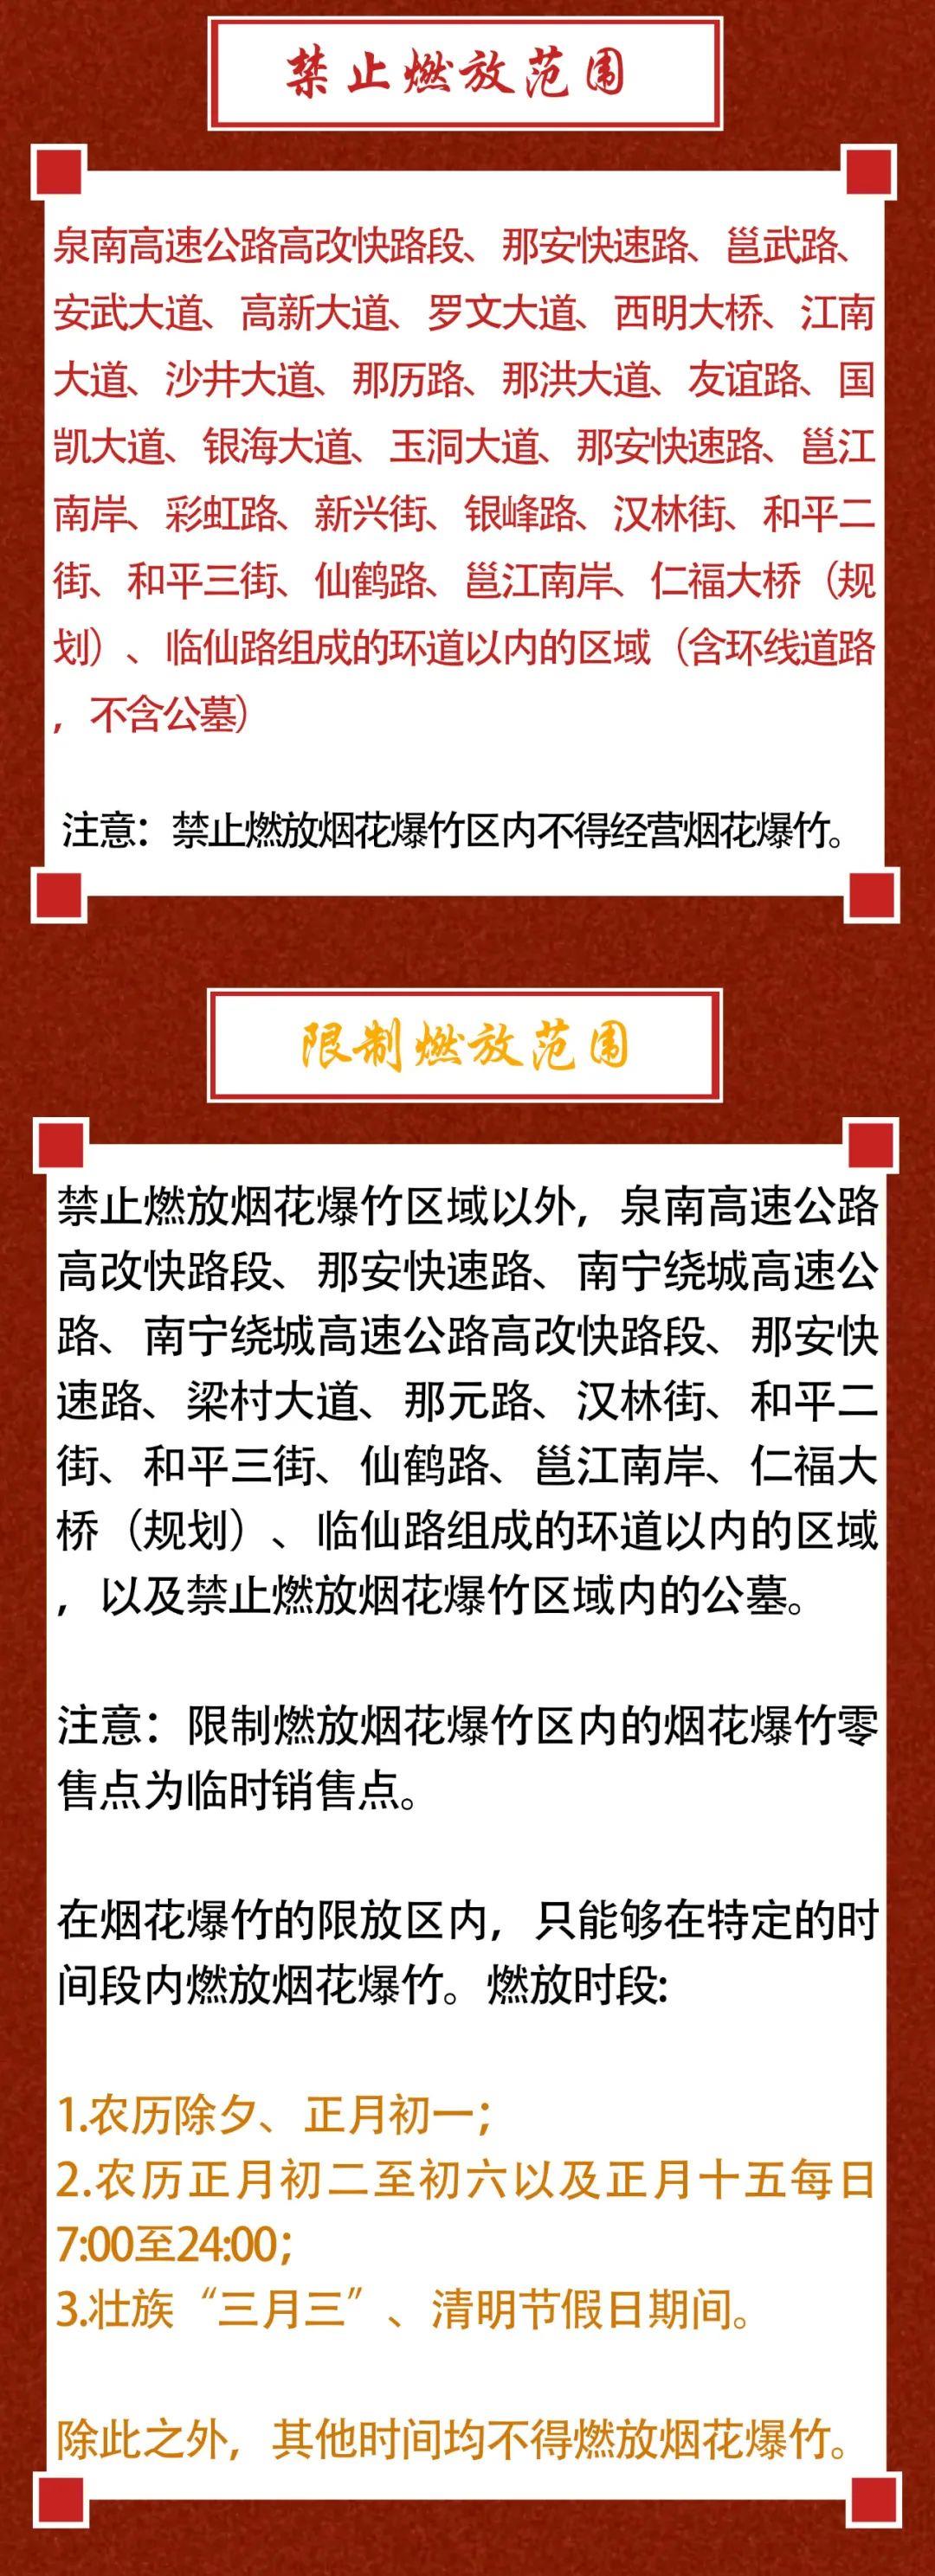 禁止燃放范围
泉南高速公路高改快路段、那安快速路、邕武路、
安武大道、高新大道、罗文大道、西明大桥、江南
大道、沙井大道、那历路、那洪大道、友谊路、国
凯大道、银海大道、玉洞大道、那安快速路、邕江
南岸、彩虹路、新兴街、银峰路、汉林街、和平二
街、和平三街、仙鹤路、邕江南岸、仁福大桥（规
划）、临仙路组成的环道以内的区域（含环线道路
，不含公墓）
注意：禁止燃放烟花爆竹区内不得经营烟花爆竹。
限制燃放范围
禁止燃放烟花爆竹区域以外，泉南高速公路
高改快路段、那安快速路、南宁绕城高速公
路、南宁绕城高速公路高改快路段、那安快
速路、梁村大道、那元路、汉林街、和平二
街、和平三街、仙鹤路、邕江南岸、仁福大
桥（规划）、临仙路组成的环道以内的区域
，以及禁止燃放烟花爆竹区域内的公墓。
注意：限制燃放烟花爆竹区内的烟花爆竹零
售点为临时销售点。
在烟花爆竹的限放区内，只能够在特定的时
间段内燃放烟花爆竹。燃放时段:
1.农历除夕、正月初一；
2.农历正月初二至初六以及正月十五每日
7:00至24:00；
3.壮族“三月三”、清明节假日期间。
除此之外，其他时间均不得燃放烟花爆竹。